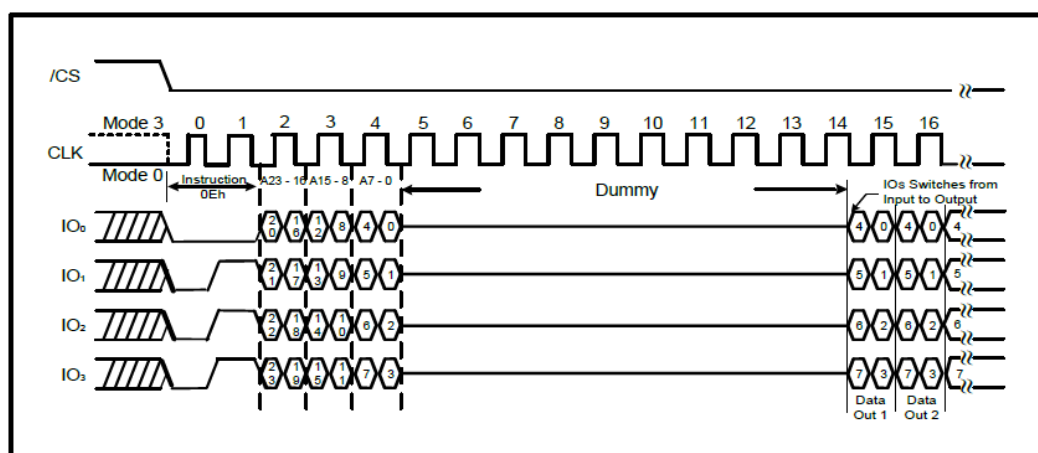 /CS
Mode 3 0 1 2 3 4 5 6 7 8 9 10 11 12 13 14 15 16
CLK
Mode 0
Instruction
0Eh
A23 - 16 A15 - 8 A7 - 0
Dummy
IOs Switches from
Input to Output
IO₀ 20 16 12 8 4 0 4 0 4 0 4
IO₁ 21 17 13 9 5 1 5 1 5 1 5
IO₂ 22 18 14 10 6 2 6 2 6 2 6
IO₃ 23 19 15 11 7 3 7 3 7 3 7
Data
Out 1
Data
Out 2